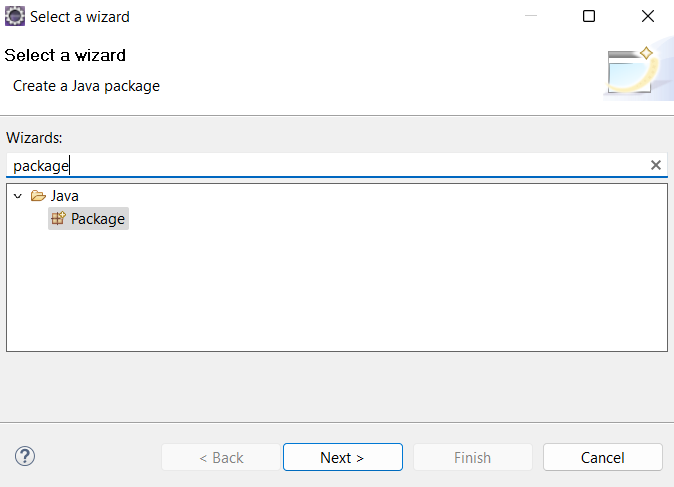 Select a wizard
Select a wizard
Create a Java package
Wizards:
package
Java
Package
?
< Back
Next >
Finish
Cancel